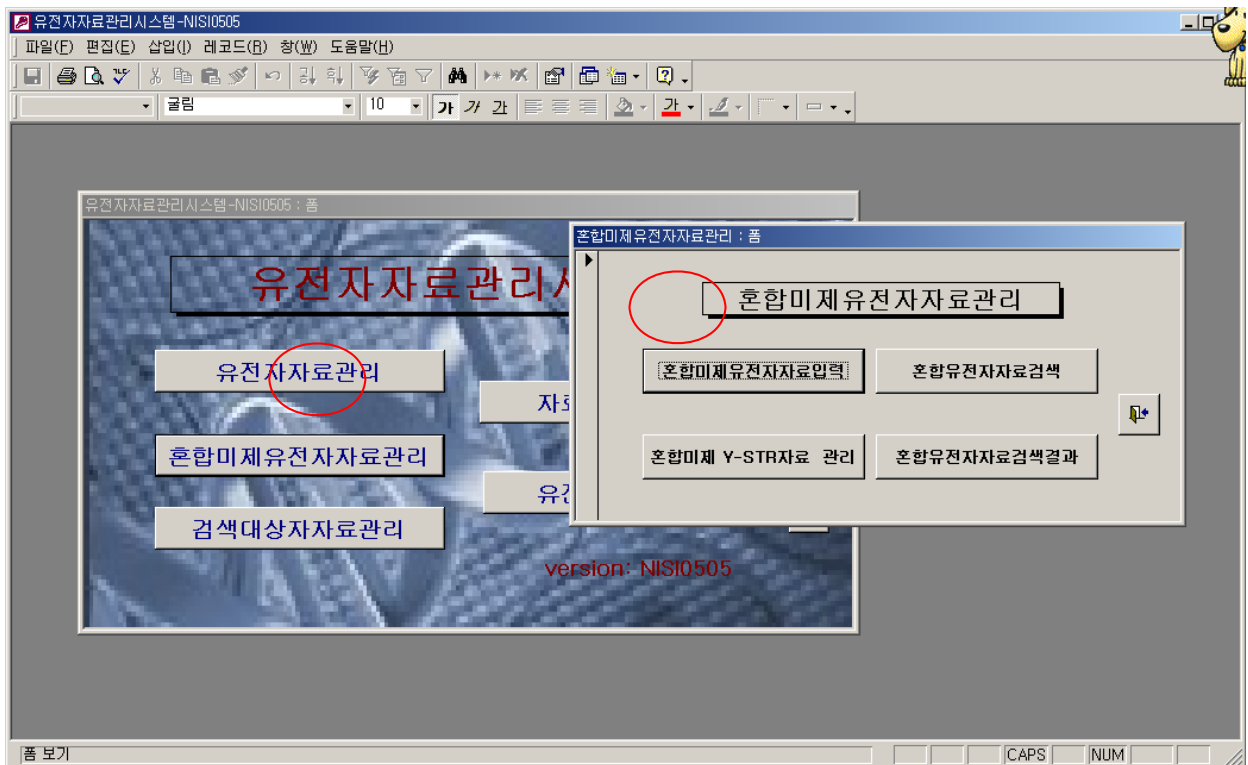 유전자자료관리시스템-NISI0505
파일(F) 편집(E) 삽입(I) 레코드(R) 창(W) 도움말(H)
굴림 10 가 가 가 가
유전자자료관리시스템-NISI0505 : 폼
유전자자료관리
유전자자료관리
혼합미제유전자자료관리
검색대상자자료관리
version: NISI0505
혼합미제유전자자료관리 : 폼
혼합미제유전자자료관리
혼합미제유전자자료입력 혼합유전자자료검색
혼합미제 Y-STR자료 관리 혼합유전자자료검색결과
폼 보기 CAPS NUM